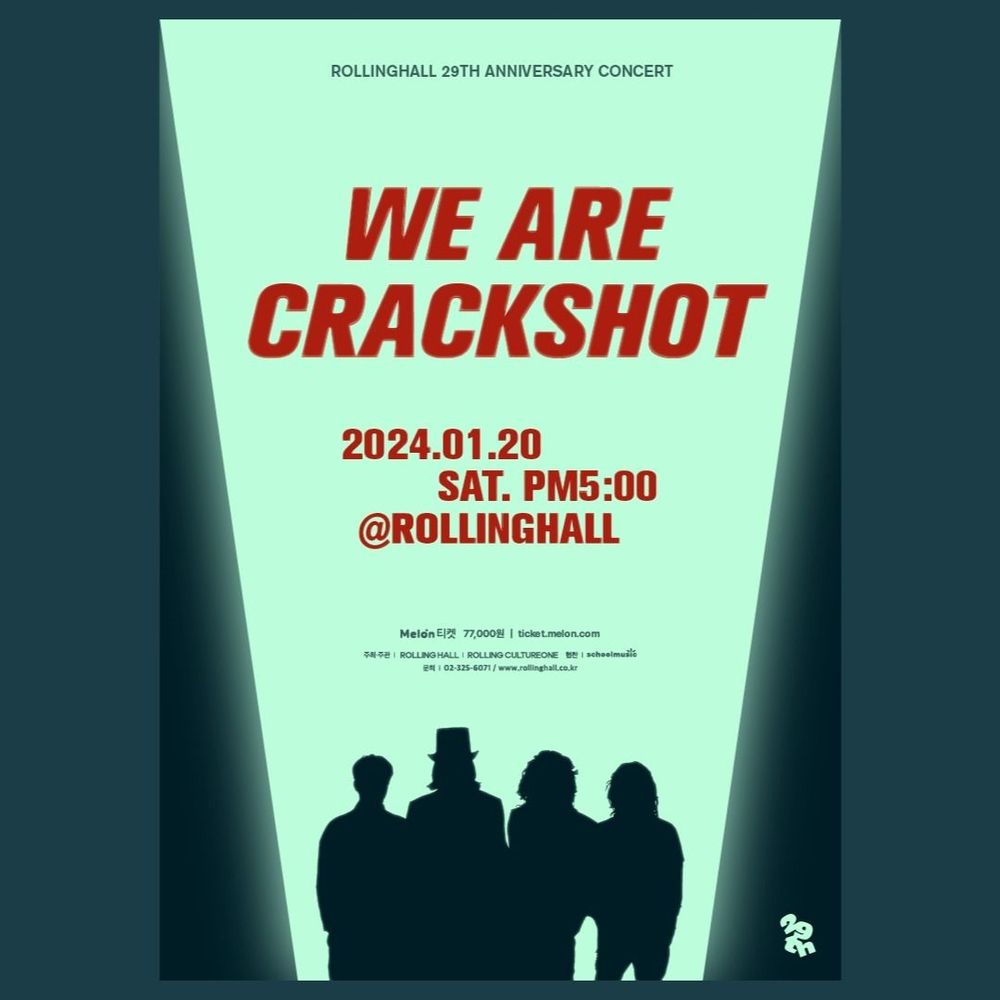 ROLLINGHALL 29TH ANNIVERSARY CONCERT
WE ARE
CRACKSHOT
2024.01.20
SAT. PM5:00
@ROLLINGHALL
Melon 티켓 77,000원 | ticket.melon.com
주최·주관 | ROLLING HALL | ROLLING CULTUREONE 협찬 | schoolmusic
문의 | 02-325-6071 / www.rollinghall.co.kr
29th